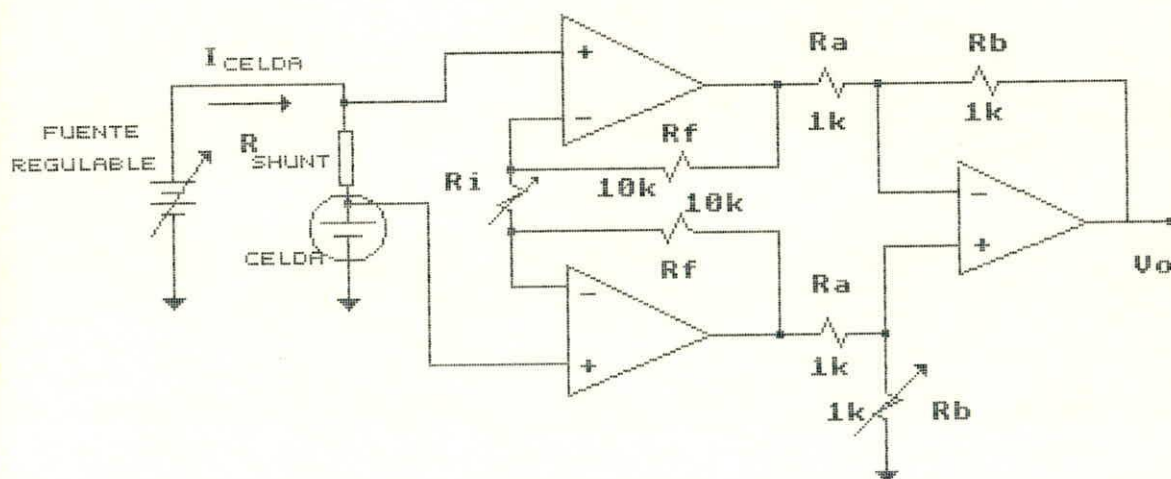 I CELDA
FUENTE
REGULABLE
R SHUNT
CELDA
+
−
Ri
Rf
10k
10k
Rf
−
+
Ra
1k
Rb
1k
−
+
Vo
Ra
1k
1k
Rb